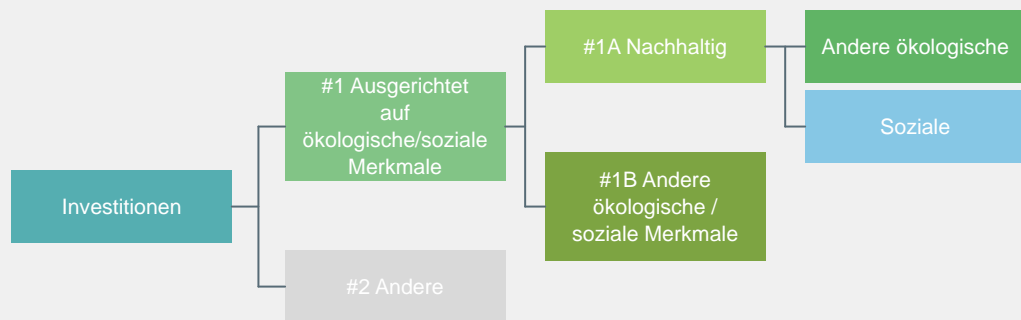 Investitionen
#1 Ausgerichtet
auf
ökologische/soziale
Merkmale
#2 Andere
#1A Nachhaltig
#1B Andere
ökologische /
soziale Merkmale
Andere ökologische
Soziale